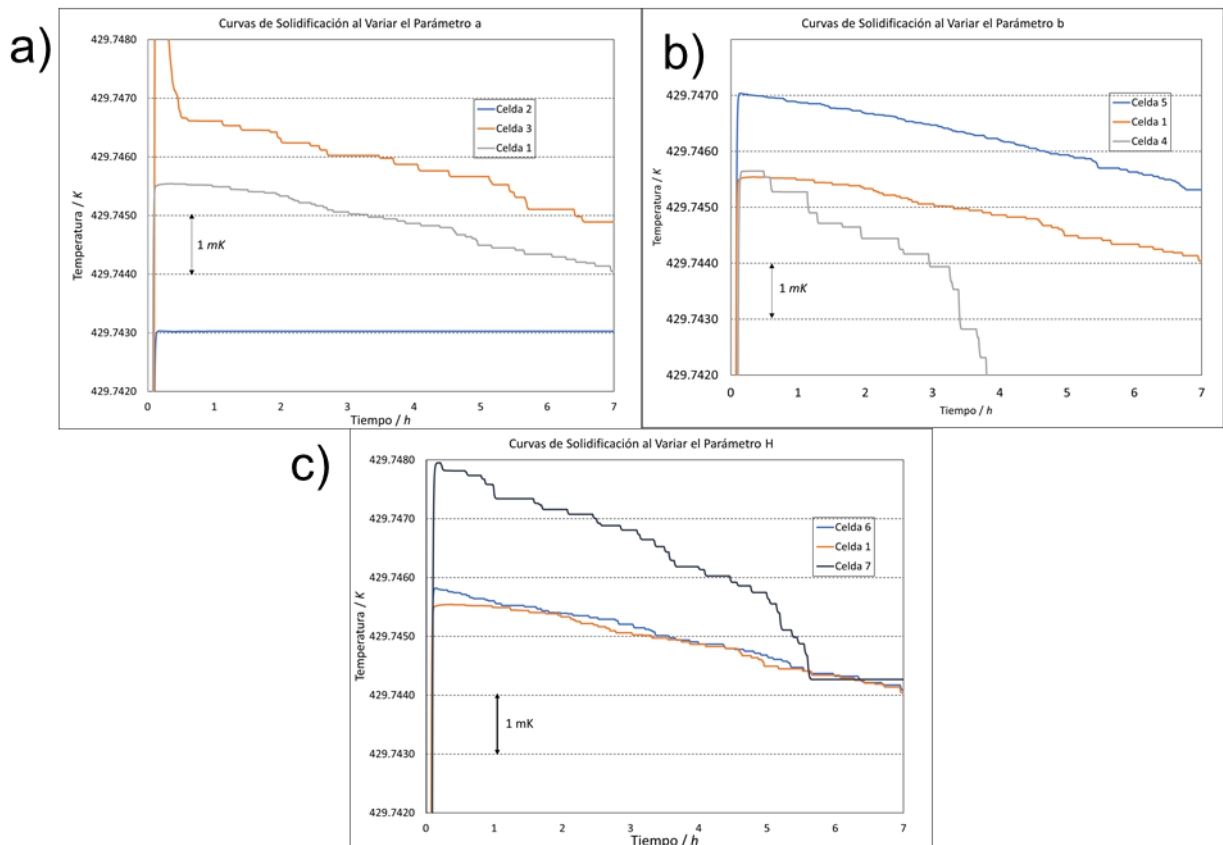 a)
Curvas de Solidificación al Variar el Parámetro a
429.7480
429.7470
429.7460
429.7450
429.7440
429.7430
429.7420
Temperatura / K
Celda 2
Celda 3
Celda 1
1 mK
0 1 2 3 4 5 6 7
Tiempo / h
b)
Curvas de Solidificación al Variar el Parámetro b
429.7470
429.7460
429.7450
429.7440
429.7430
429.7420
Temperatura / K
Celda 5
Celda 1
Celda 4
1 mK
0 1 2 3 4 5 6 7
Tiempo / h
c)
Curvas de Solidificación al Variar el Parámetro H
429.7480
429.7470
429.7460
429.7450
429.7440
429.7430
429.7420
Temperatura / K
Celda 6
Celda 1
Celda 7
1 mK
0 1 2 3 4 5 6 7
Tiempo / h